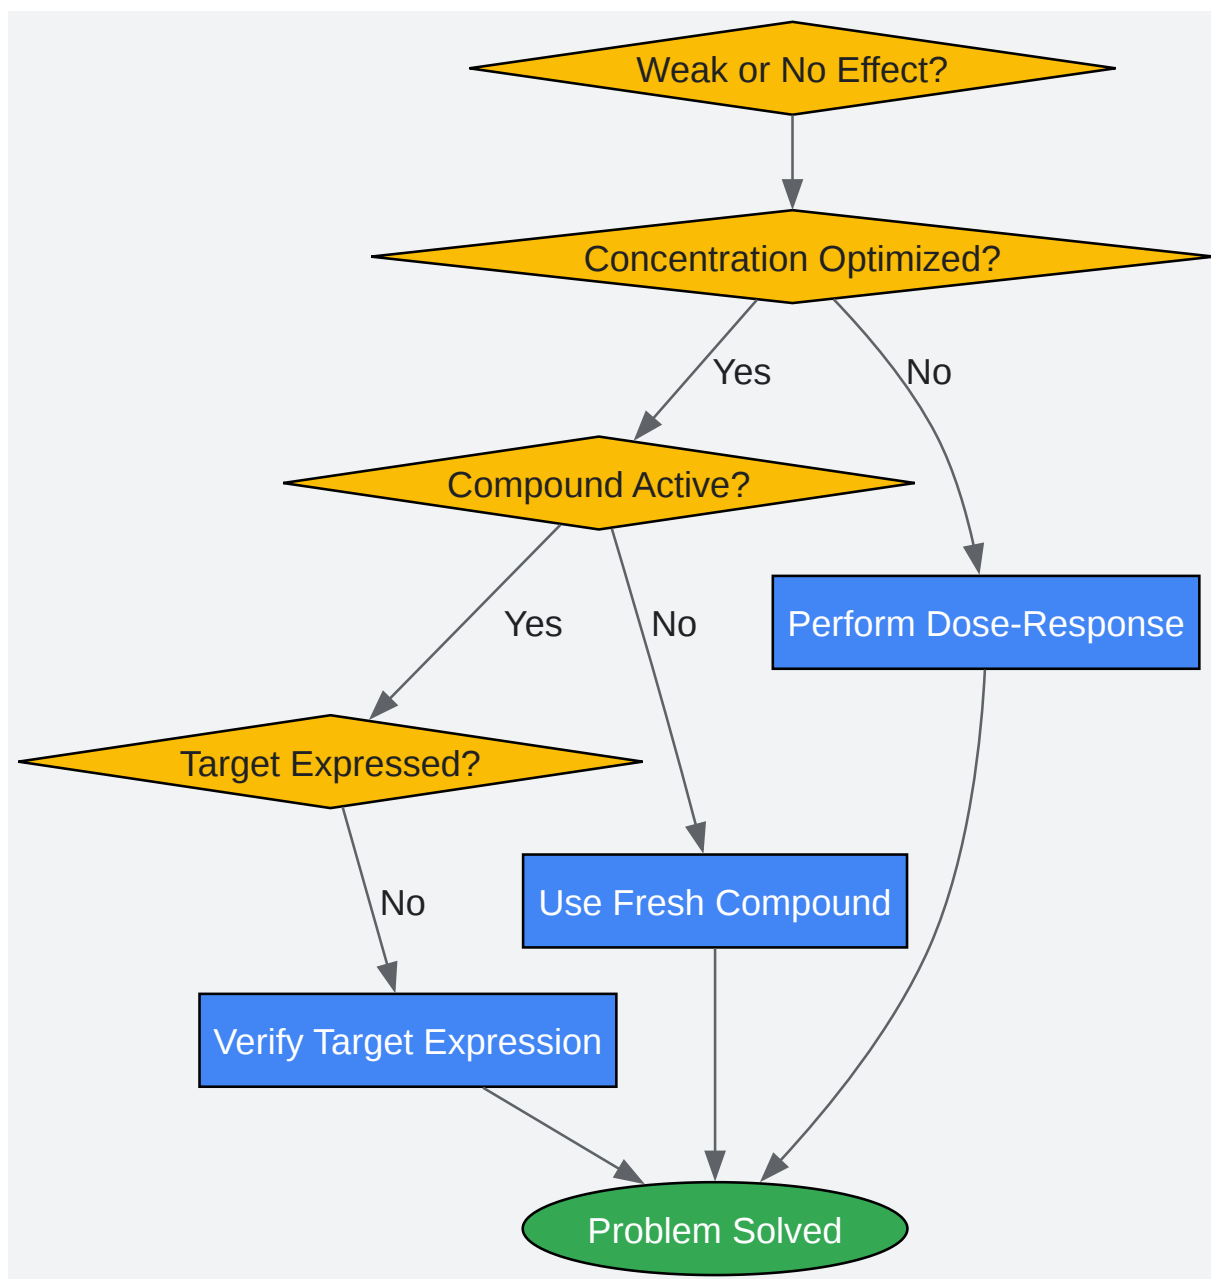 Weak or No Effect?
Concentration Optimized?
Yes
No
Compound Active?
Yes
No
Perform Dose-Response
Target Expressed?
No
Use Fresh Compound
Verify Target Expression
Problem Solved